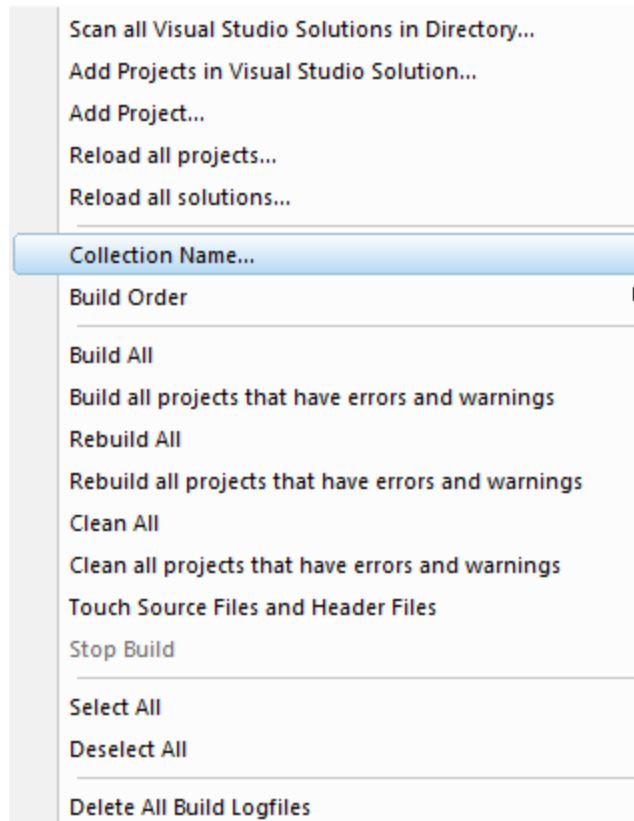 Scan all Visual Studio Solutions in Directory...
Add Projects in Visual Studio Solution...
Add Project...
Reload all projects...
Reload all solutions...
Collection Name...
Build Order
Build All
Build all projects that have errors and warnings
Rebuild All
Rebuild all projects that have errors and warnings
Clean All
Clean all projects that have errors and warnings
Touch Source Files and Header Files
Stop Build
Select All
Deselect All
Delete All Build Logfiles